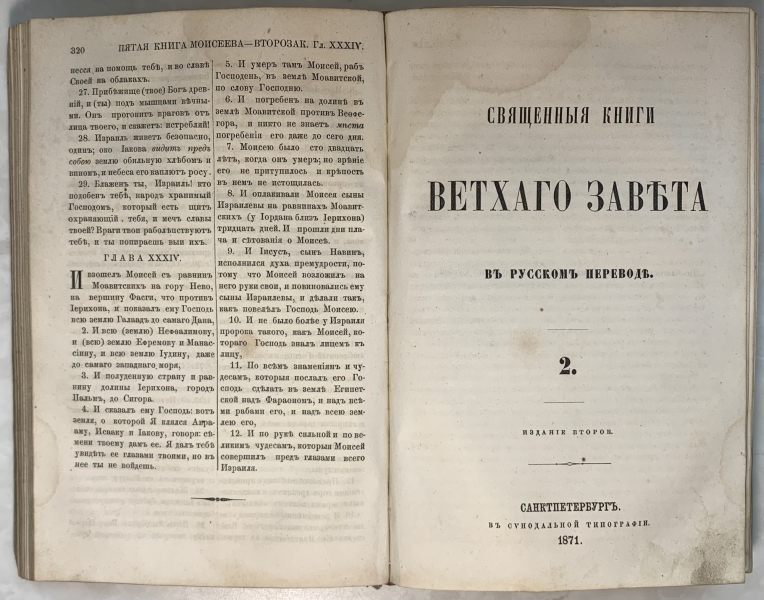 320 ПЯТАЯ КНИГА МОИСЕЕВА—ВТОРОЗАК. Гл. XXXIV.
несся на помощь тебѣ, и во славѣ
Своей на облакахъ.
27. Прибѣжище (твое) Богъ древ-
ній, и (ты) подъ мышцами вѣчны-
ми. Онъ прогонитъ враговъ отъ
лица твоего, и скажетъ: истребляй!
28. Израиль живетъ безопасно,
одинъ; око Іакова видитъ предъ
собою землю обильную хлѣбомъ и
виномъ, и небеса его каплютъ росу.
29. Блаженъ ты, Израиль! кто
подобенъ тебѣ, народъ хранимый
Господомъ, который есть щитъ,
охраняющій тебя, и мечъ славы
твоей? Враги твои раболѣпствуютъ
тебѣ, и ты попираешь выи ихъ.
ГЛАВА XXXIV.
И взошелъ Моисей съ равнинъ
Моавитскихъ на гору Нево,
на вершину Фасги, что противъ
Іерихона, и показалъ ему Господь
всю землю Галаадъ до самаго Дана,
2. И всю (землю) Нефѳалимову,
и (всю) землю Ефремову и Манас-
сіину, и всю землю Іудину, даже
до самаго западнаго моря,
3. И полуденную страну и рав-
нину долины Іерихона, городъ
Пальмъ, до Сигора.
4. И сказалъ ему Господь: вотъ
земля, о которой Я клялся Авра-
аму, Исааку и Іакову, говоря: сѣ-
мени твоему дамъ ее. Я далъ тебѣ
увидѣть ее глазами твоими, но въ
нее ты не войдешь.
5. И умеръ тамъ Моисей, рабъ
Господень, въ землѣ Моавитской,
по слову Господню.
6. И погребенъ на долинѣ въ
землѣ Моавитской противъ Веѳфе-
гора, и никто не знаетъ мѣста
погребенія его даже до сего дня.
7. Моисею было сто двадцать
лѣтъ, когда онъ умеръ; но зрѣніе
его не притупилось и крѣпость
въ немъ не истощилась.
8. И оплакивали Моисея сыны
Израилевы на равнинахъ Моавит-
скихъ (у Іордана близъ Іерихона)
тридцать дней. И прошли дни пла-
ча и сѣтованія о Моисеѣ.
9. И Іисусъ, сынъ Навинъ,
исполнился духа премудрости, по-
тому что Моисей возложилъ на
него руки свои, и повиновались ему
сыны Израилевы, и дѣлали такъ,
какъ повелѣлъ Господь Моисею.
10. И не было болѣе у Израиля
пророка такого, какъ Моисей, ко-
тораго Господь зналъ лицемъ къ
лицу,
11. По всѣмъ знаменіямъ и чу-
десамъ, которыя послалъ его Го-
сподь сдѣлать въ землѣ Египет-
ской надъ Фараономъ, и надъ всѣ-
ми рабами его, и надъ всею зем-
лею его,
12. И по рукѣ сильной и по ве-
ликимъ чудесамъ, которыя Моисей
совершилъ предъ глазами всего
Израиля.
СВЯЩЕННЫЯ КНИГИ
ВЕТХАГО ЗАВѢТА
ВЪ РУССКОМЪ ПЕРЕВОДѢ.
2.
ИЗДАНІЕ ВТОРОЕ.
САНКТПЕТЕРБУРГЪ.
ВЪ СѴНОДАЛЬНОЙ ТИПОГРАФІИ.
1871.